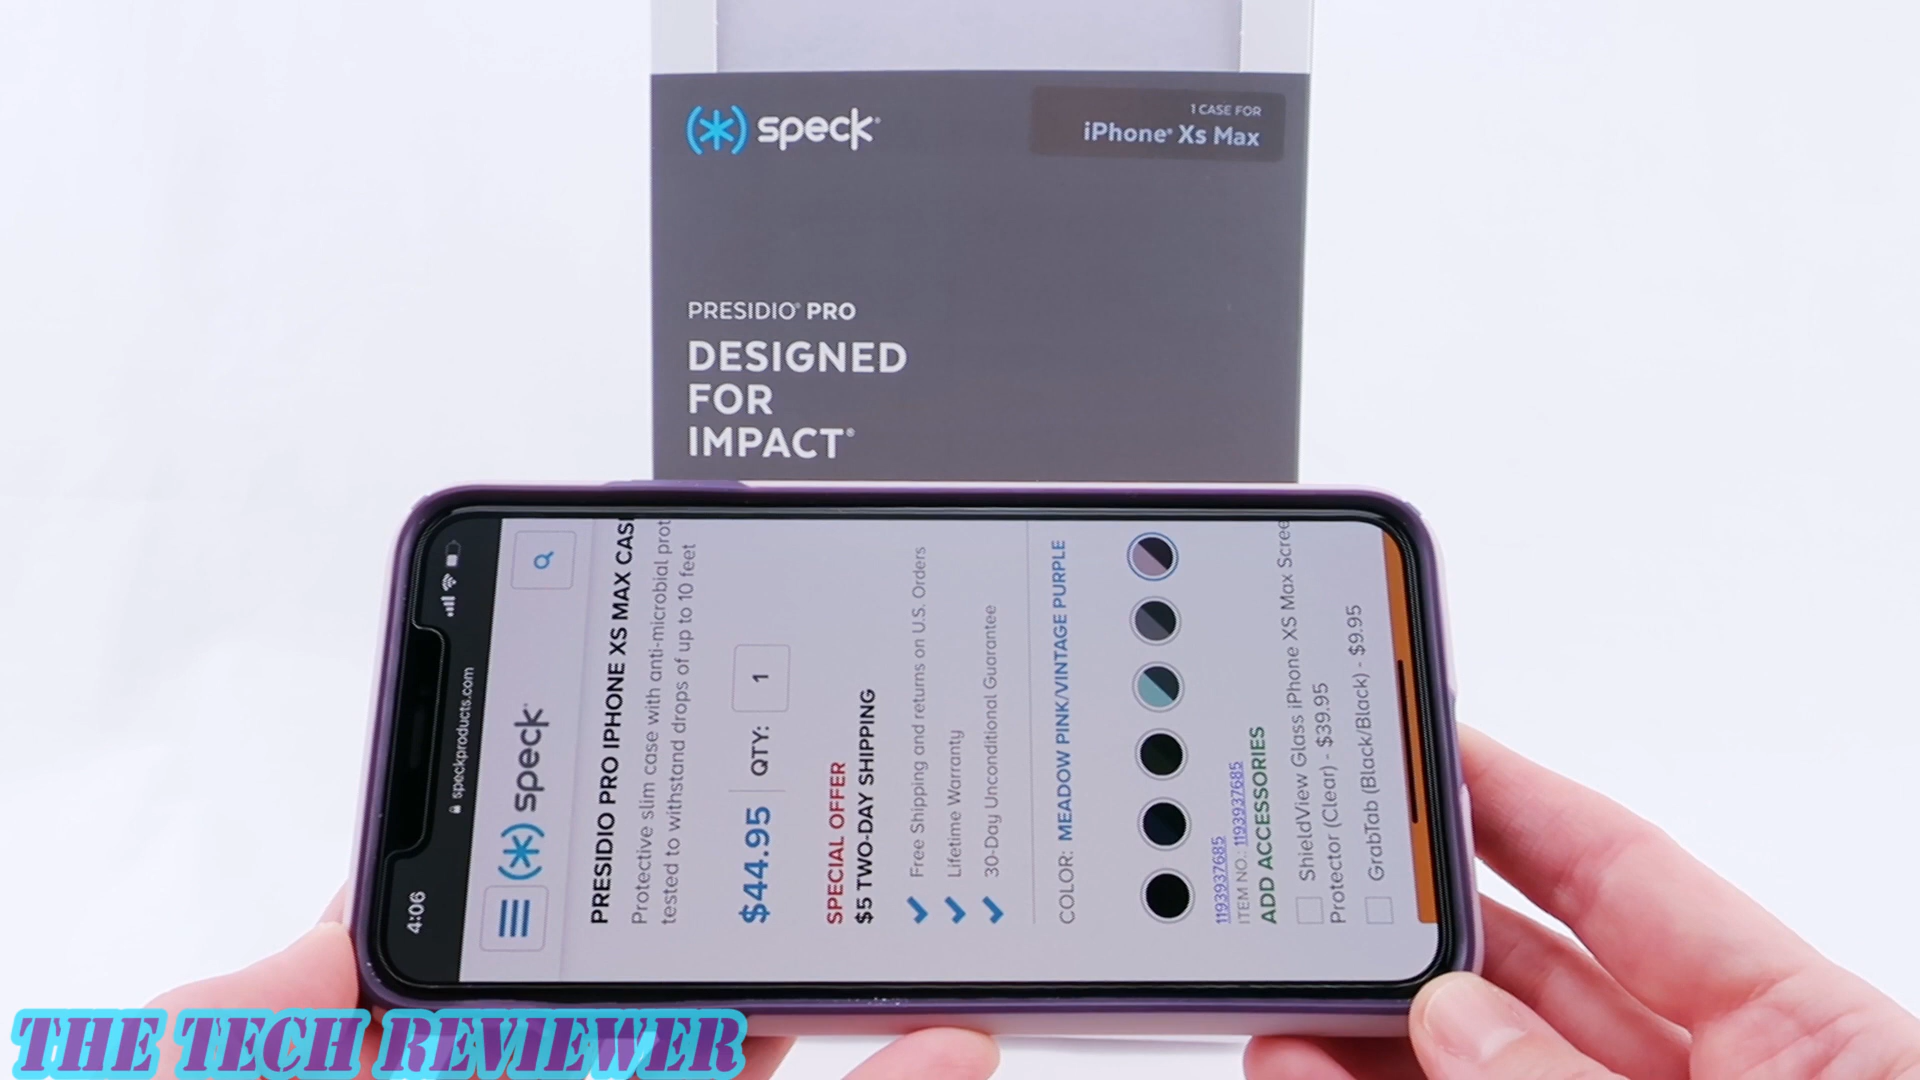 speck®
1 CASE FOR
iPhone® Xs Max
PRESIDIO® PRO
DESIGNED
FOR
IMPACT®
4:06
speckproducts.com
speck
PRESIDIO PRO IPHONE XS MAX
Protective slim case with anti-microbial
tested to withstand drops of up to 10 feet
$44.95 QTY: 1
SPECIAL OFFER
$5 TWO-DAY SHIPPING
Free Shipping and returns on U.S. Orders
Lifetime Warranty
30-Day Unconditional Guarantee
COLOR: MEADOW PINK/VINTAGE PURPLE
1193937685
ITEM NO.: 1193937685
ADD ACCESSORIES
ShieldView Glass iPhone XS Max
Protector (Clear) - $39.95
GrabTab (Black/Black) - $9.95
THE TECH REVIEWER